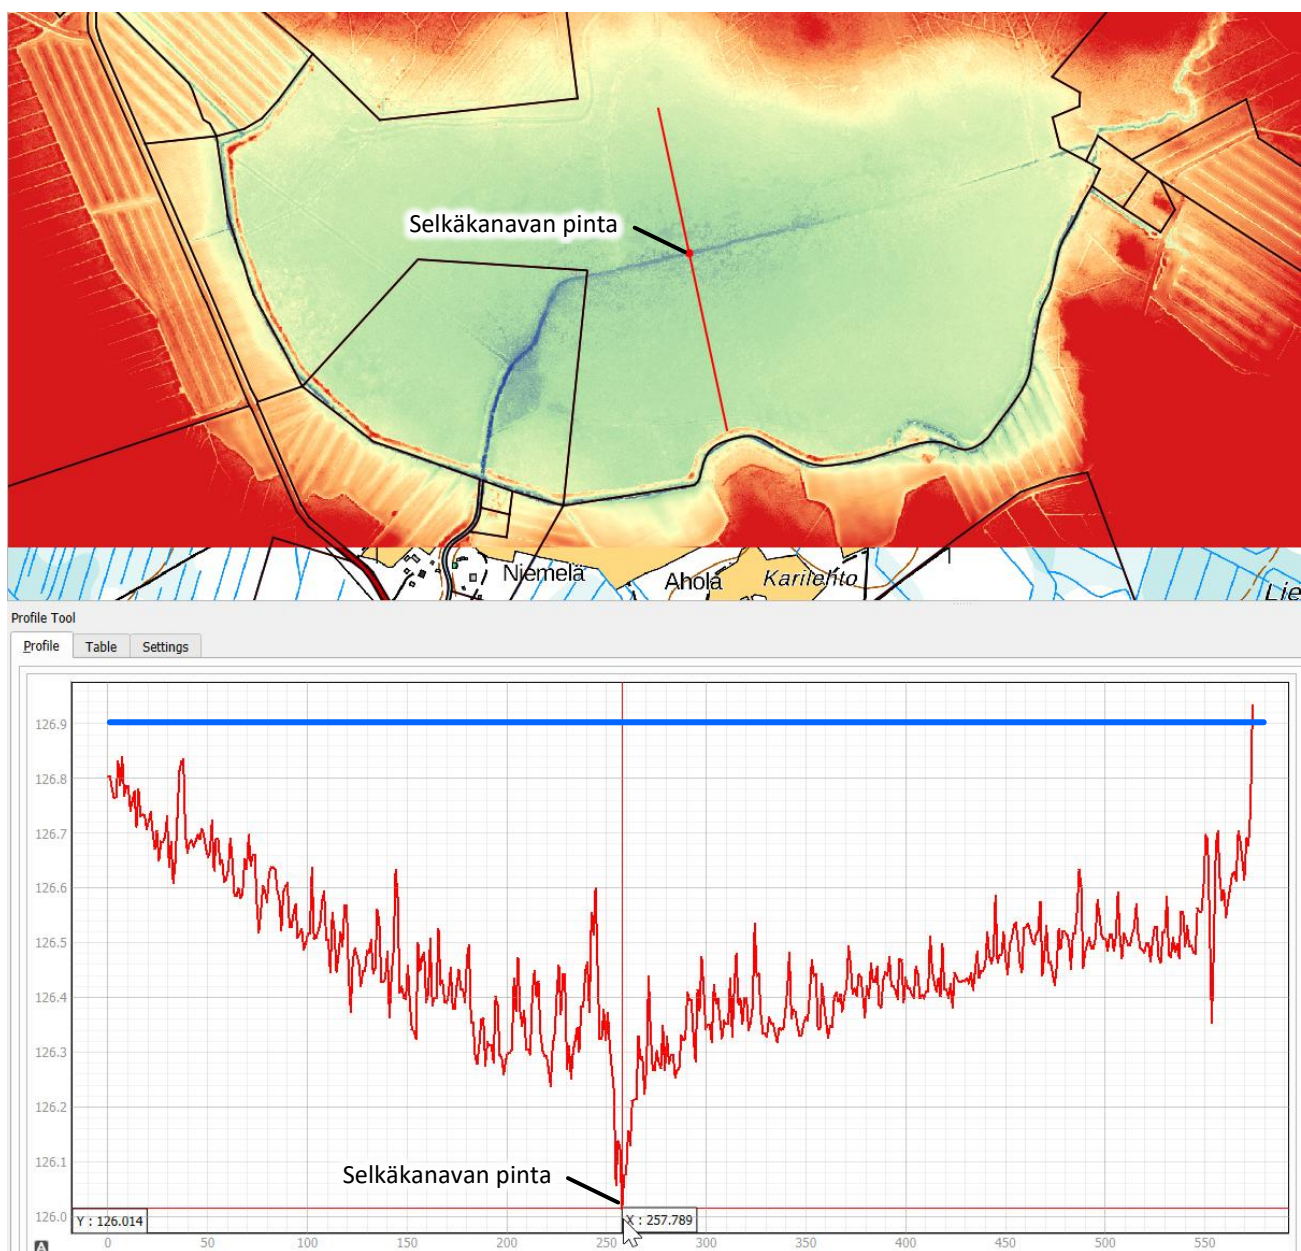 Selkäkanavan pinta
Niemelä
Ahola
Karilehto
Lie
Profile Tool
Profile
Table
Settings
126.9
126.8
126.7
126.6
126.5
126.4
126.3
126.2
126.1
126.0
Selkäkanavan pinta
Y : 126.014
X : 257.789
A
0
50
100
150
200
250
300
350
400
450
500
550